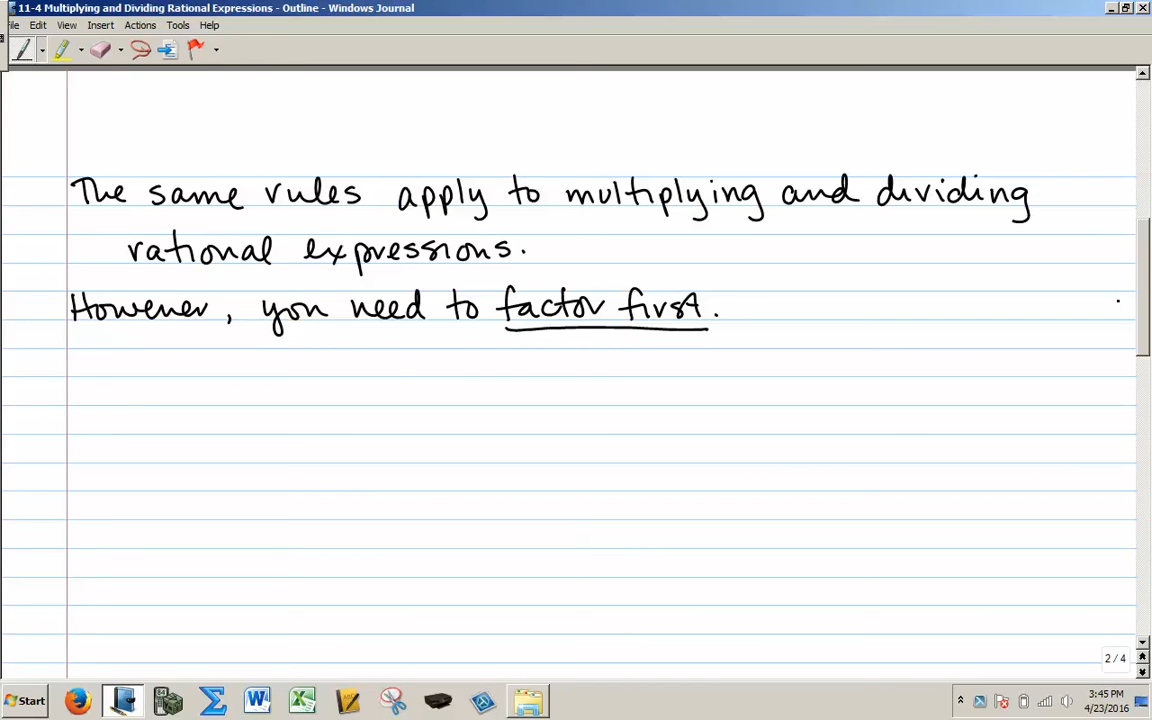 11-4 Multiplying and Dividing Rational Expressions - Outline - Windows Journal
File Edit View Insert Actions Tools Help
The same rules apply to multiplying and dividing
rational expressions.
However, you need to factor first.
2 / 4
Start
3:45 PM
4/23/2016